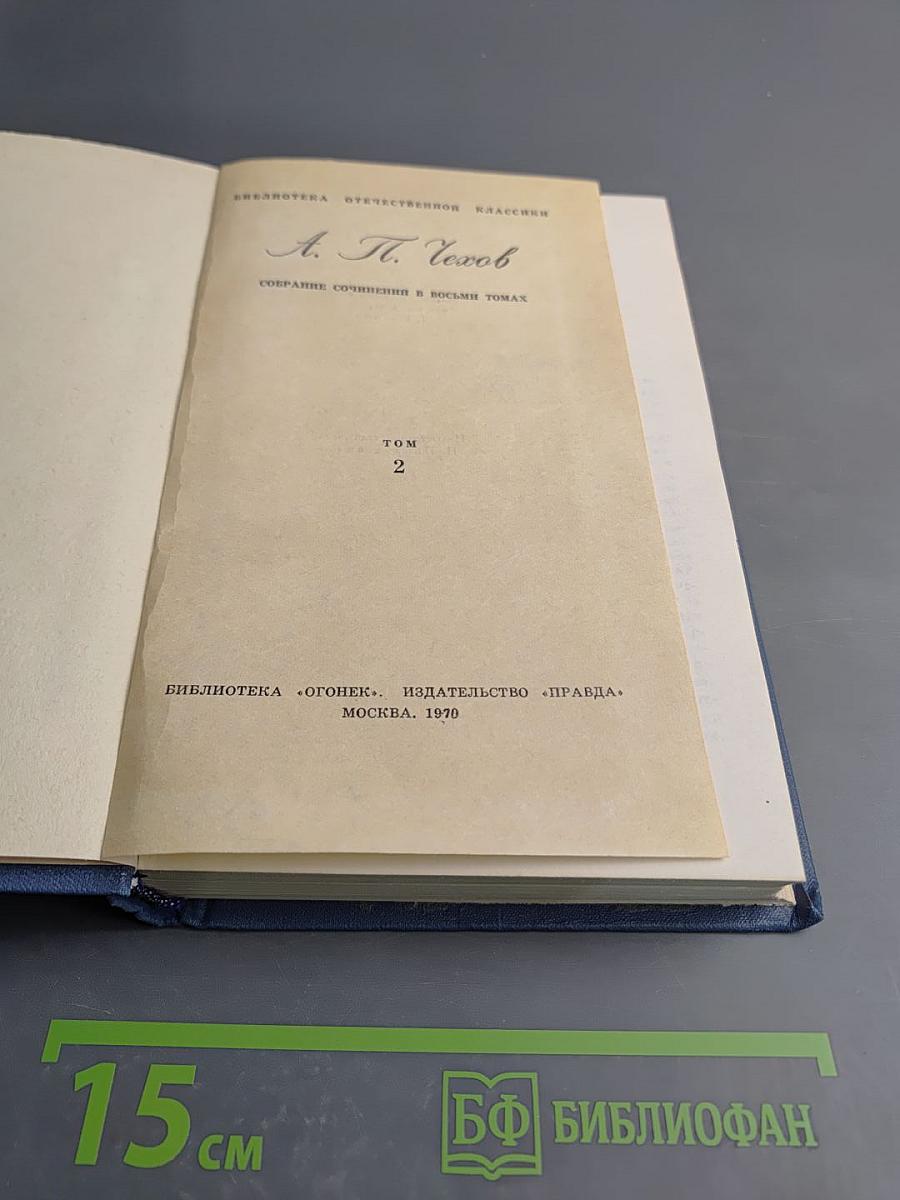 БИБЛИОТЕКА ОТЕЧЕСТВЕННОЙ КЛАССИКИ
А. П. Чехов
СОБРАНИЕ СОЧИНЕНИЙ В ВОСЬМИ ТОМАХ
ТОМ
2
БИБЛИОТЕКА «ОГОНЕК». ИЗДАТЕЛЬСТВО «ПРАВДА»
МОСКВА. 1970
15 см
БФ БИБЛИОФАН